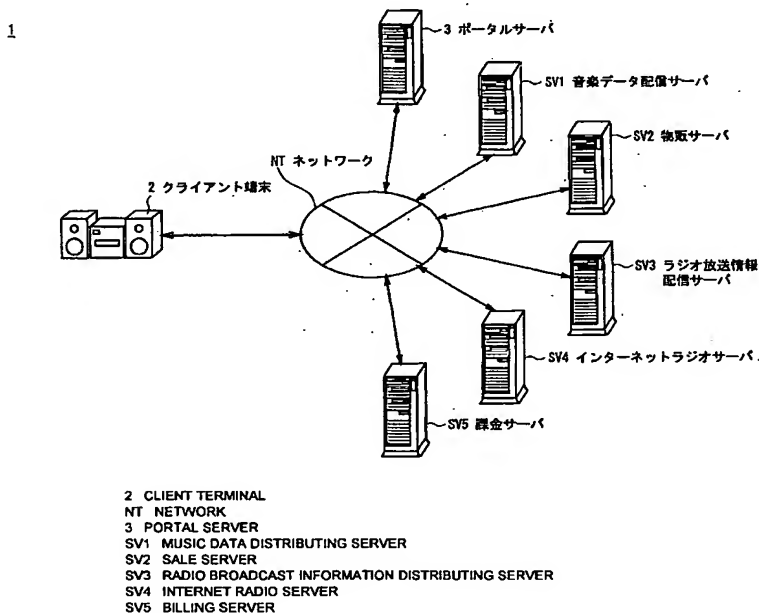 1
3 ポータルサーバ
SV1 音楽データ配信サーバ
SV2 物販サーバ
NT ネットワーク
2 クライアント端末
SV3 ラジオ放送情報
配信サーバ
SV4 インターネットラジオサーバ
SV5 課金サーバ
2 CLIENT TERMINAL
NT NETWORK
3 PORTAL SERVER
SV1 MUSIC DATA DISTRIBUTING SERVER
SV2 SALE SERVER
SV3 RADIO BROADCAST INFORMATION DISTRIBUTING SERVER
SV4 INTERNET RADIO SERVER
SV5 BILLING SERVER